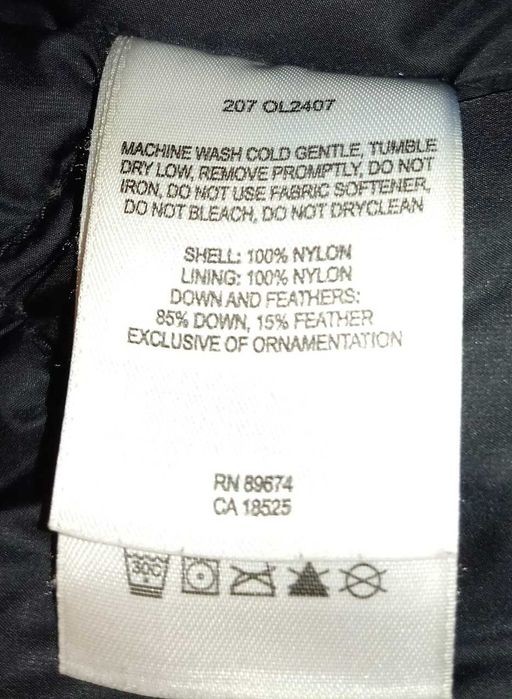 207 OL2407
MACHINE WASH COLD GENTLE, TUMBLE
DRY LOW, REMOVE PROMPTLY, DO NOT
IRON, DO NOT USE FABRIC SOFTENER,
DO NOT BLEACH, DO NOT DRYCLEAN
SHELL: 100% NYLON
LINING: 100% NYLON
DOWN AND FEATHERS:
85% DOWN, 15% FEATHER
EXCLUSIVE OF ORNAMENTATION
RN 89674
CA 18525
30C